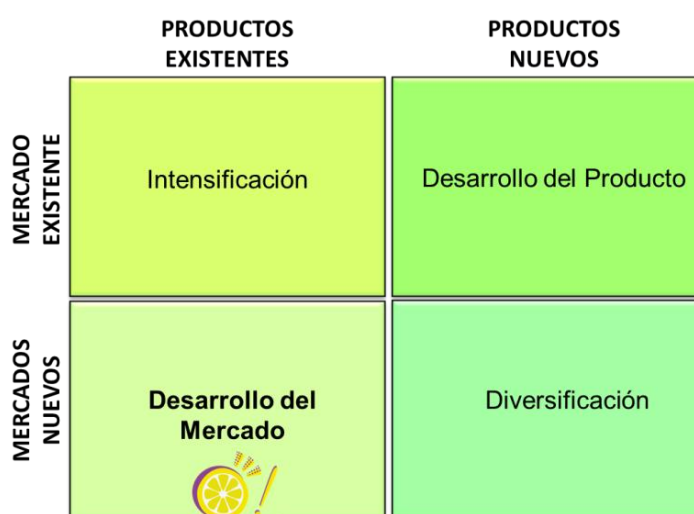 PRODUCTOS
EXISTENTES
PRODUCTOS
NUEVOS
MERCADO
EXISTENTE
Intensificación
Desarrollo del Producto
MERCADOS
NUEVOS
Desarrollo del
Mercado
Diversificación